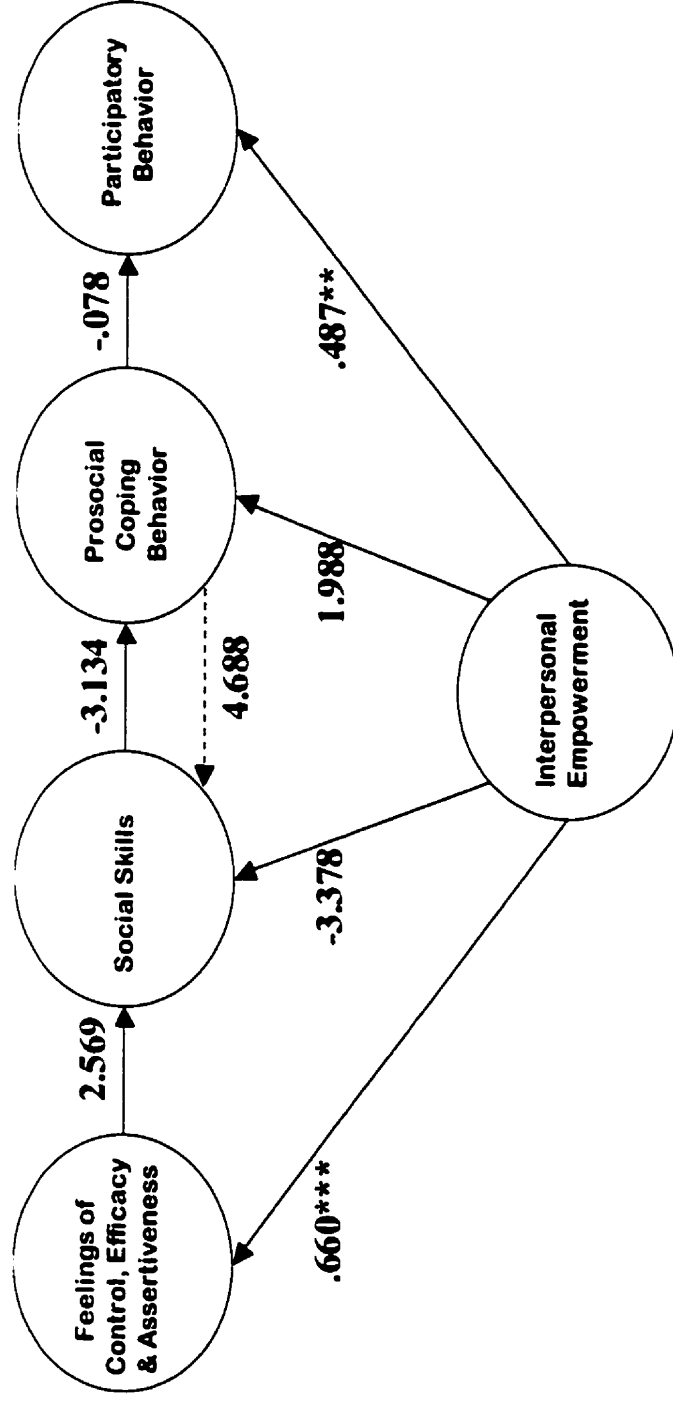 Feelings of
Control, Efficacy
& Assertiveness
2.569
Social Skills
-3.134
4.688
Prosocial
Coping
Behavior
-.078
Participatory
Behavior
.660***
-3.378
1.988
.487**
Interpersonal
Empowerment